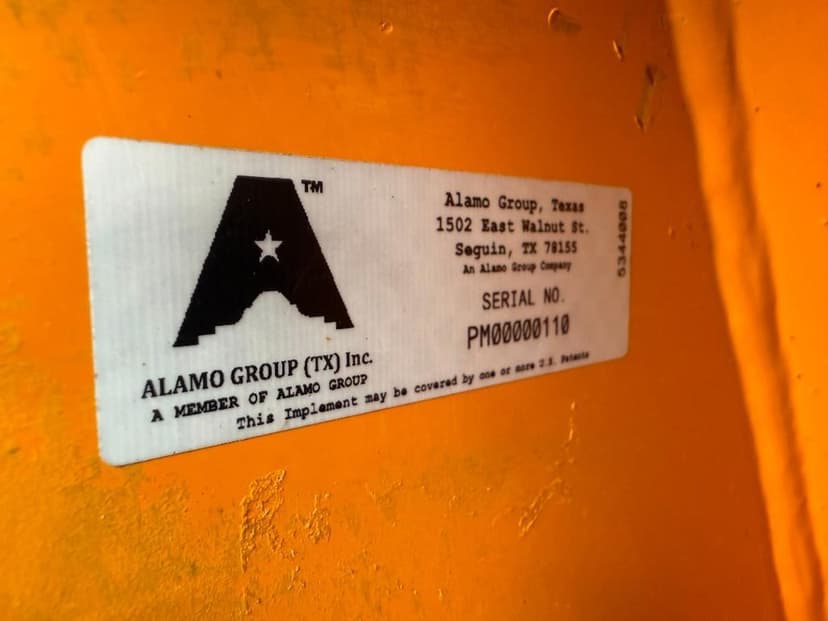 TM
ALAMO GROUP (TX) Inc.
A MEMBER OF ALAMO GROUP
Alamo Group, Texas
1502 East Walnut St.
Seguin, TX 78155
An Alamo Group Company
SERIAL NO.
PM00000110
This Implement may be covered by one or more U.S. Patents
5344008